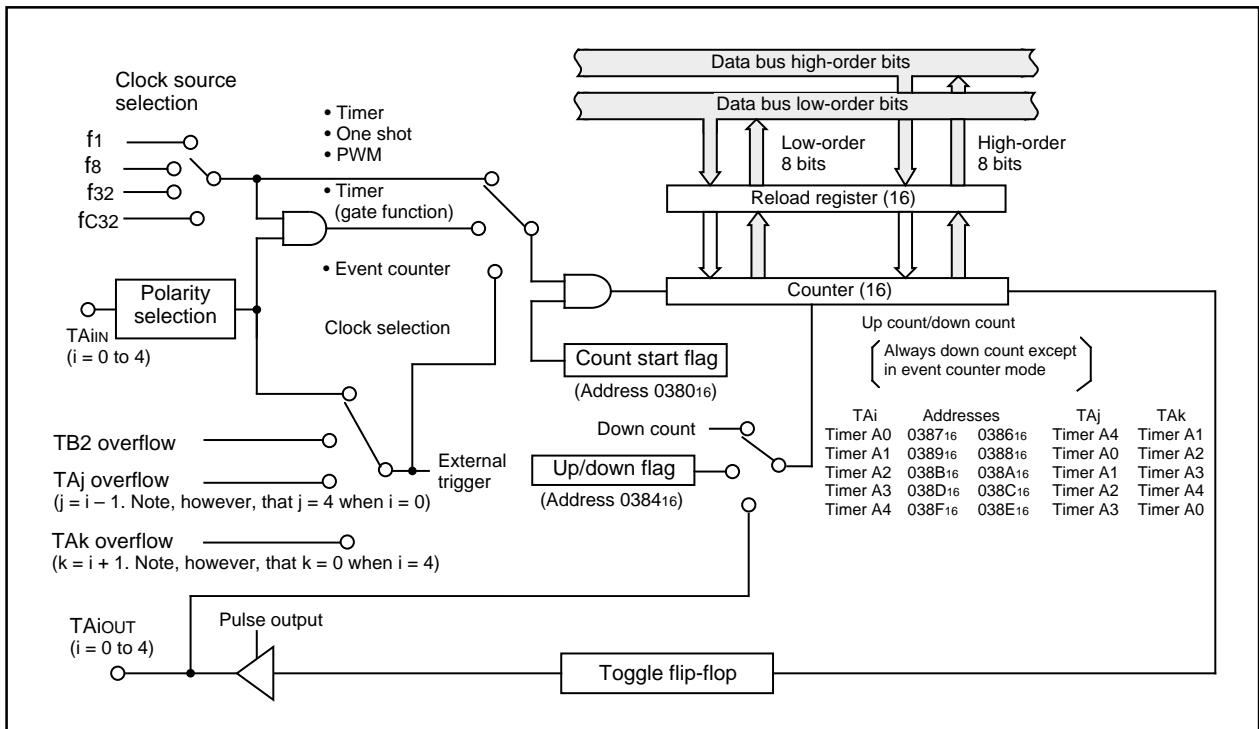 Clock source
selection
f1
f8
f32
fC32
• Timer
• One shot
• PWM
• Timer
(gate function)
• Event counter
Data bus high-order bits
Data bus low-order bits
Low-order
8 bits
High-order
8 bits
Reload register (16)
Counter (16)
Polarity
selection
TAiIN
(i = 0 to 4)
Clock selection
Count start flag
(Address 038016)
Up count/down count
Always down count except
in event counter mode
TB2 overflow
TAj overflow
(j = i – 1. Note, however, that j = 4 when i = 0)
TAk overflow
(k = i + 1. Note, however, that k = 0 when i = 4)
External
trigger
Down count
Up/down flag
(Address 038416)
TAi Addresses TAj TAk
Timer A0 038716 038616 Timer A4 Timer A1
Timer A1 038916 038816 Timer A0 Timer A2
Timer A2 038B16 038A16 Timer A1 Timer A3
Timer A3 038D16 038C16 Timer A2 Timer A4
Timer A4 038F16 038E16 Timer A3 Timer A0
TAiOUT
(i = 0 to 4)
Pulse output
Toggle flip-flop